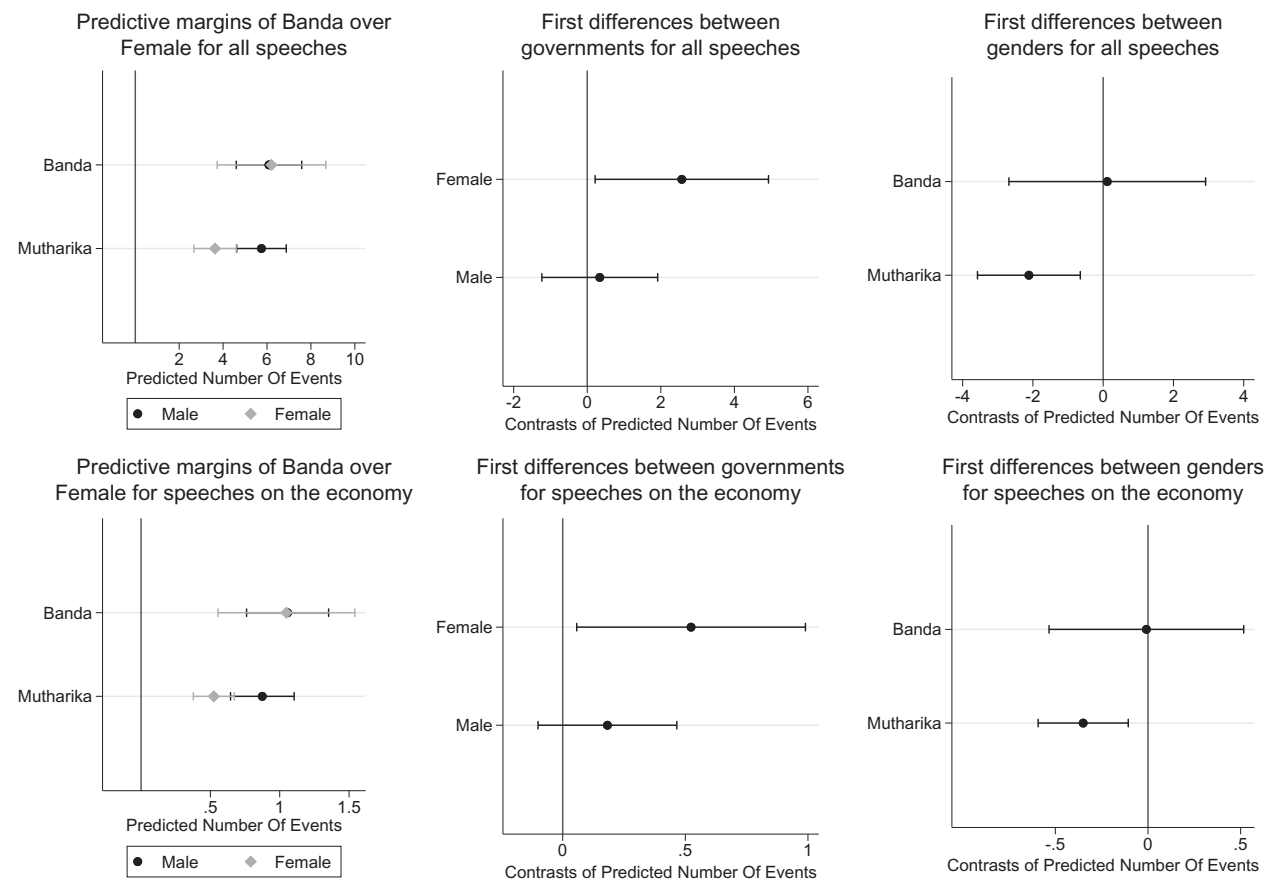 Predictive margins of Banda over
Female for all speeches
Banda
Mutharika
2 4 6 8 10
Predicted Number Of Events
Male Female
First differences between
governments for all speeches
Female
Male
-2 0 2 4 6
Contrasts of Predicted Number Of Events
First differences between
genders for all speeches
Banda
Mutharika
-4 -2 0 2 4
Contrasts of Predicted Number Of Events
Predictive margins of Banda over
Female for speeches on the economy
Banda
Mutharika
.5 1 1.5
Predicted Number Of Events
Male Female
First differences between governments
for speeches on the economy
Female
Male
0 .5 1
Contrasts of Predicted Number Of Events
First differences between genders
for speeches on the economy
Banda
Mutharika
-.5 0 .5
Contrasts of Predicted Number Of Events